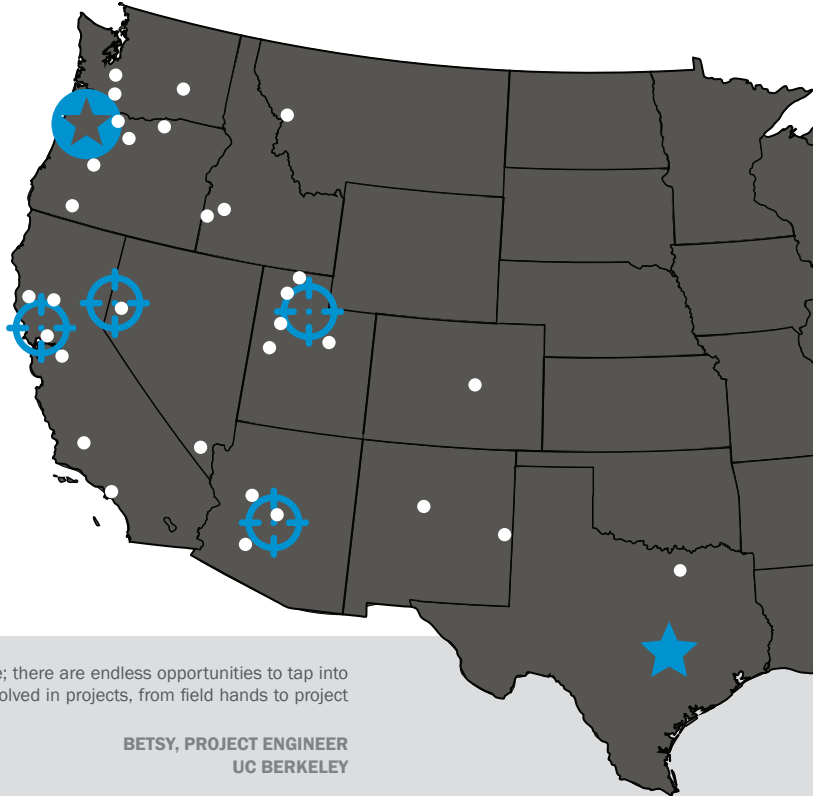 ; there are endless opportunities to tap into
olved in projects, from field hands to project
BETSY, PROJECT ENGINEER
UC BERKELEY